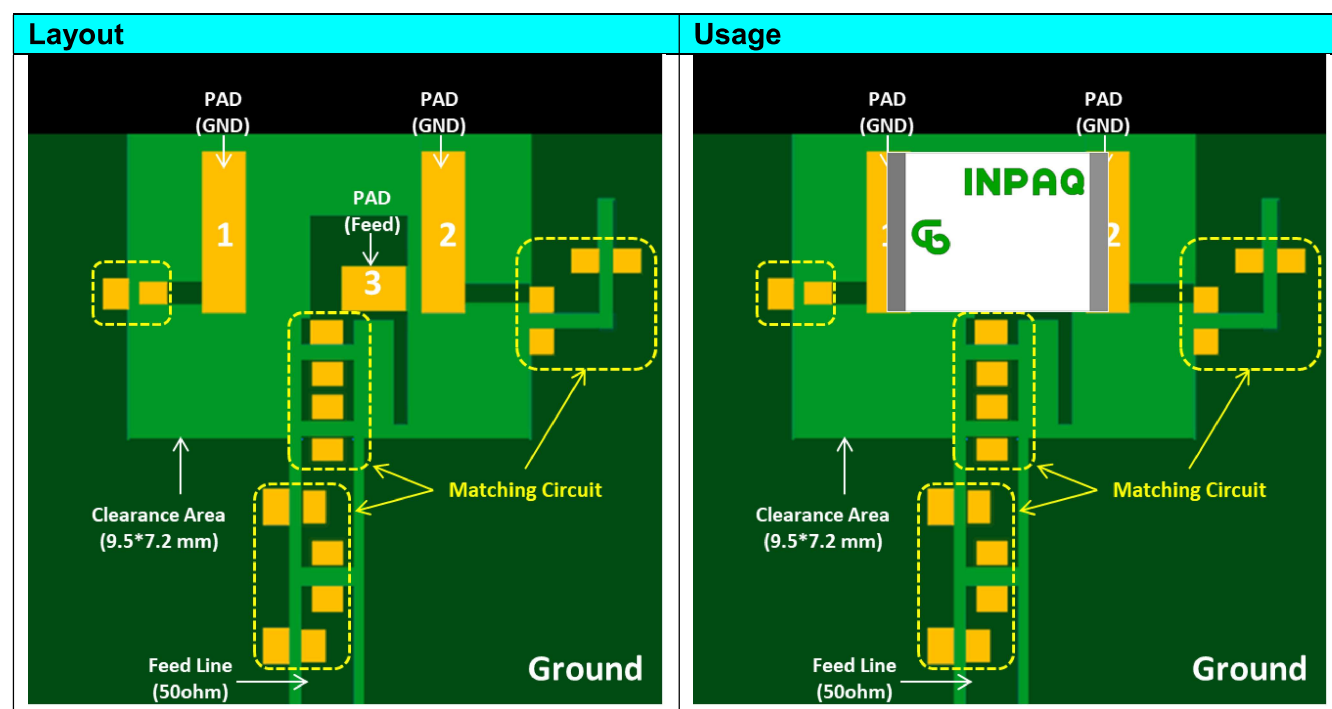 Layout
Usage
PAD
(GND)
PAD
(GND)
PAD
(Feed)
1
2
3
Matching Circuit
Clearance Area
(9.5*7.2 mm)
Feed Line
(50ohm)
Ground
PAD
(GND)
PAD
(GND)
INPAQ
1
2
Matching Circuit
Clearance Area
(9.5*7.2 mm)
Feed Line
(50ohm)
Ground